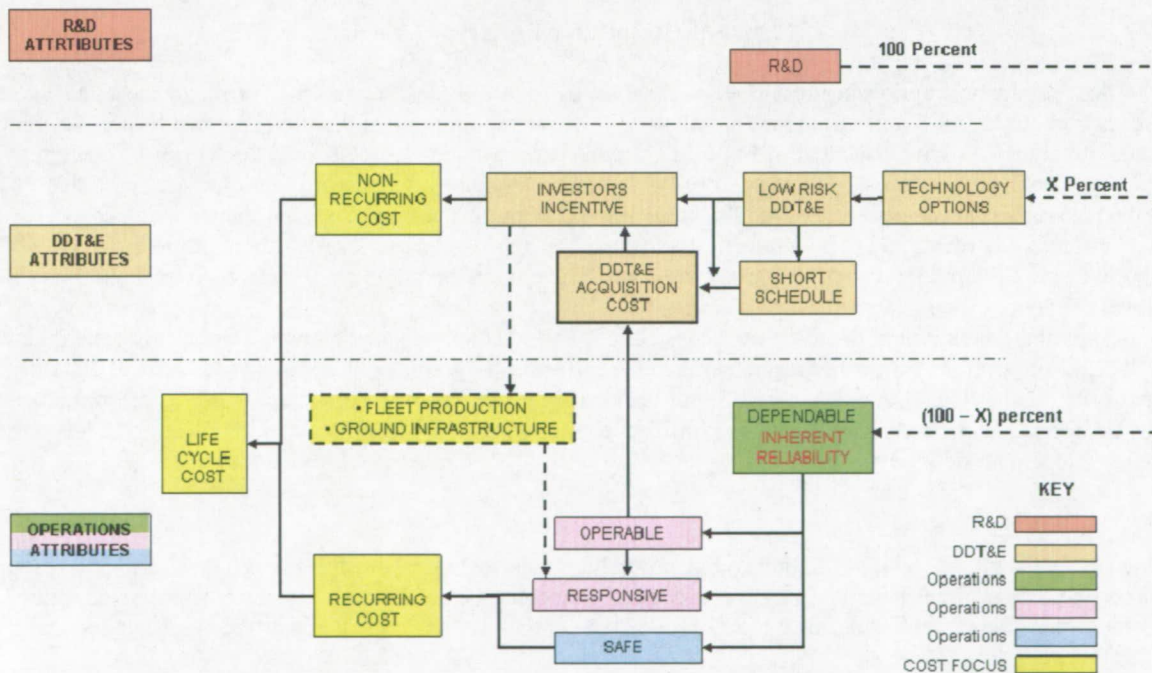 R&D
ATTRTIBUTES
R&D
100 Percent
NON-
RECURRING
COST
INVESTORS
INCENTIVE
LOW RISK
DDT&E
TECHNOLOGY
OPTIONS
X Percent
DDT&E
ATTRIBUTES
DDT&E
ACQUISITION
COST
SHORT
SCHEDULE
LIFE
CYCLE
COST
• FLEET PRODUCTION
• GROUND INFRASTRUCTURE
DEPENDABLE
INHERENT
RELIABILITY
(100 – X) percent
OPERATIONS
ATTRIBUTES
OPERABLE
RECURRING
COST
RESPONSIVE
SAFE
KEY
R&D
DDT&E
Operations
Operations
Operations
COST FOCUS